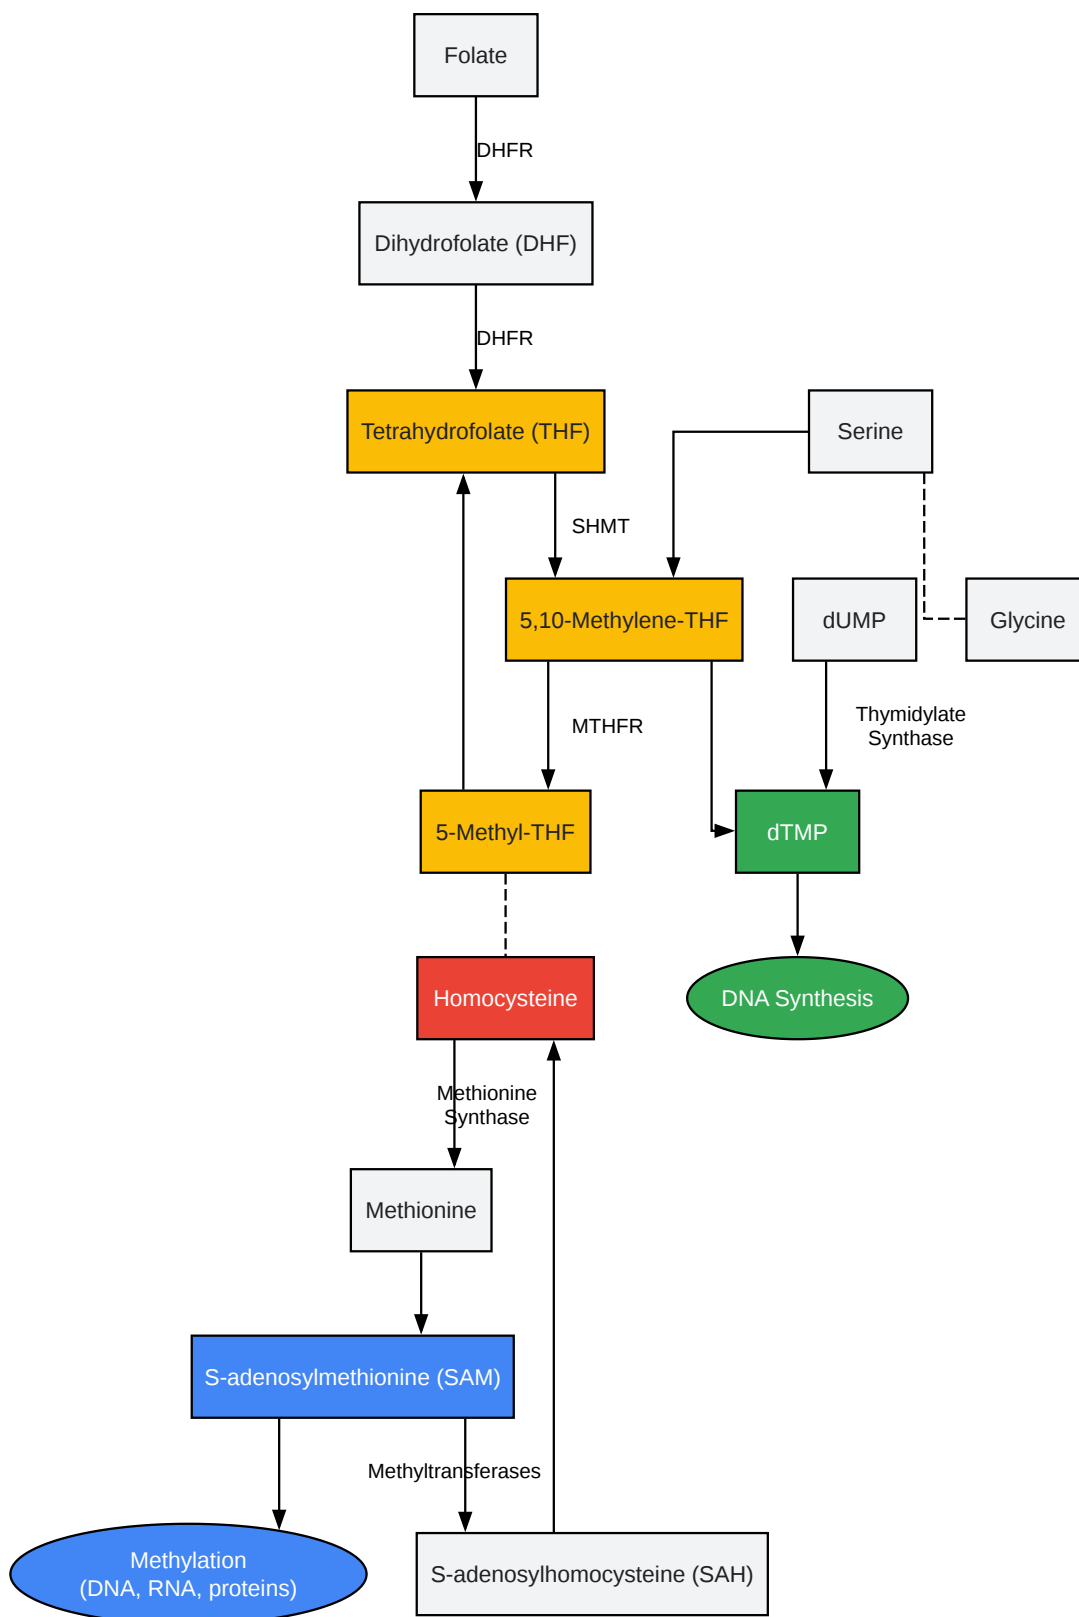 Folate
DHFR
Dihydrofolate (DHF)
DHFR
Tetrahydrofolate (THF)
Serine
SHMT
5,10-Methylene-THF
dUMP
Glycine
MTHFR
Thymidylate
Synthase
5-Methyl-THF
dTMP
Homocysteine
DNA Synthesis
Methionine
Synthase
Methionine
S-adenosylmethionine (SAM)
Methyltransferases
Methylation
(DNA, RNA, proteins)
S-adenosylhomocysteine (SAH)